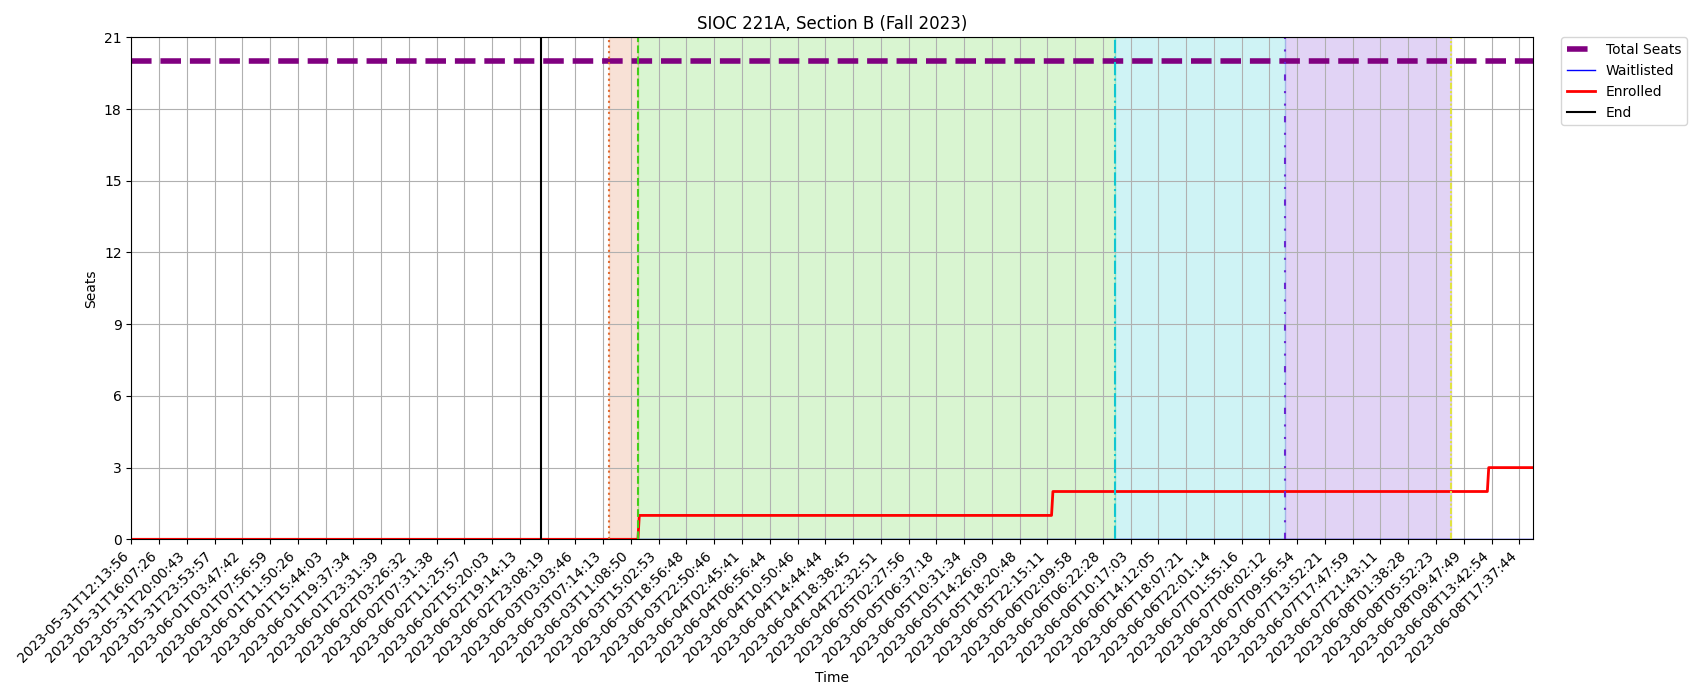 SIOC 221A, Section B (Fall 2023)
21
18
15
12
9
6
3
0
Seats
Total Seats
Waitlisted
Enrolled
End
2023-05-31T12:13:56
2023-05-31T16:07:26
2023-05-31T20:00:43
2023-05-31T23:53:57
2023-06-01T03:47:42
2023-06-01T07:56:59
2023-06-01T11:50:26
2023-06-01T15:44:03
2023-06-01T19:37:34
2023-06-01T23:31:39
2023-06-02T03:26:32
2023-06-02T07:31:38
2023-06-02T11:25:57
2023-06-02T15:20:03
2023-06-02T19:14:13
2023-06-02T23:08:19
2023-06-03T03:03:46
2023-06-03T07:14:13
2023-06-03T11:08:50
2023-06-03T15:02:53
2023-06-03T18:56:48
2023-06-03T22:50:46
2023-06-04T02:45:41
2023-06-04T06:56:44
2023-06-04T10:50:46
2023-06-04T14:44:44
2023-06-04T18:38:45
2023-06-04T22:32:51
2023-06-05T02:27:56
2023-06-05T06:37:18
2023-06-05T10:31:34
2023-06-05T14:26:09
2023-06-05T18:20:48
2023-06-05T22:15:11
2023-06-06T02:09:58
2023-06-06T06:22:28
2023-06-06T10:17:03
2023-06-06T14:12:05
2023-06-06T18:07:21
2023-06-06T22:01:14
2023-06-07T01:55:16
2023-06-07T06:02:12
2023-06-07T09:56:54
2023-06-07T13:52:21
2023-06-07T17:47:59
2023-06-07T21:43:11
2023-06-08T01:38:28
2023-06-08T05:52:23
2023-06-08T09:47:49
2023-06-08T13:42:54
2023-06-08T17:37:44
Time